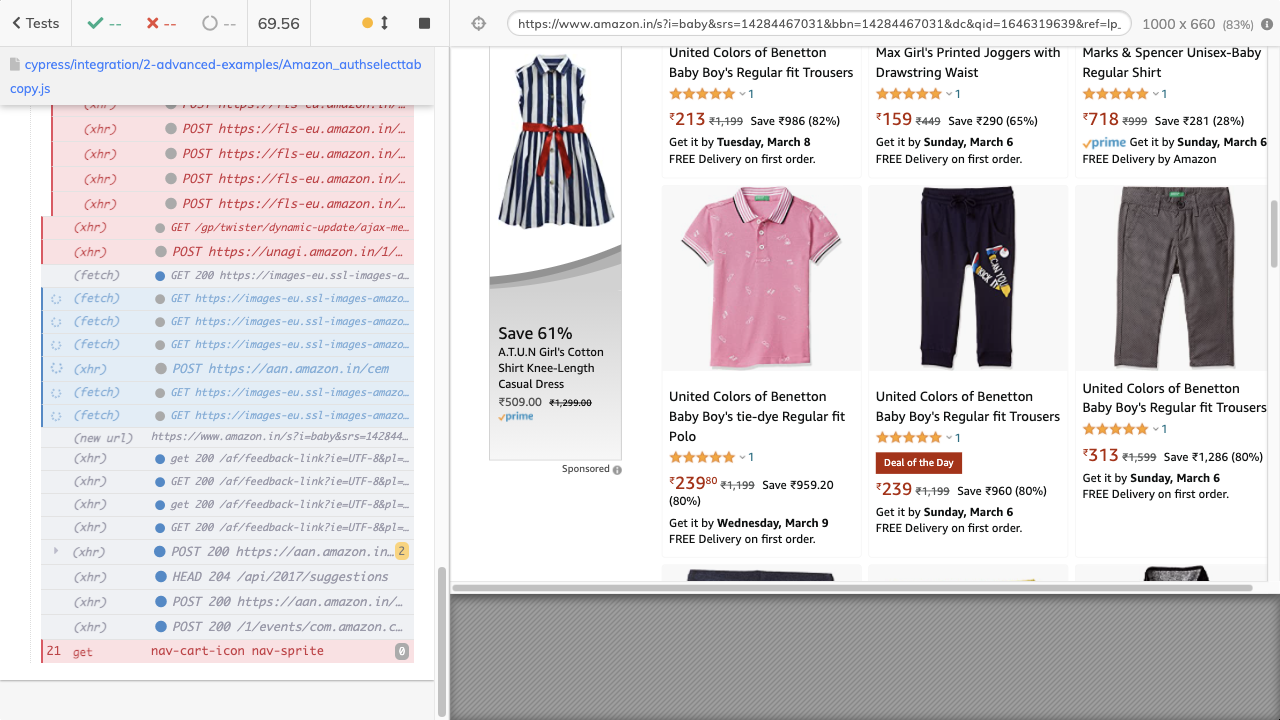 Tests
--
--
--
69.56
https://www.amazon.in/s?i=baby&srs=14284467031&bbn=14284467031&dc&qid=1646319639&ref=lp_
1000 x 660 (83%)
cypress/integration/2-advanced-examples/Amazon_authselecttab
copy.js
(xhr) POST https://fls-eu.amazon.in/…
(xhr) POST https://fls-eu.amazon.in/…
(xhr) POST https://fls-eu.amazon.in/…
(xhr) POST https://fls-eu.amazon.in/…
(xhr) POST https://fls-eu.amazon.in/…
(xhr) GET /gp/twister/dynamic-update/ajax-me…
(xhr) POST https://unagi.amazon.in/1/…
(fetch) GET 200 https://images-eu.ssl-images-a…
(fetch) GET https://images-eu.ssl-images-amazo…
(fetch) GET https://images-eu.ssl-images-amazo…
(fetch) GET https://images-eu.ssl-images-amazo…
(xhr) POST https://aan.amazon.in/cem
(fetch) GET https://images-eu.ssl-images-amazo…
(fetch) GET https://images-eu.ssl-images-amazo…
(new url) https://www.amazon.in/s?i=baby&srs=142844…
(xhr) get 200 /af/feedback-link?ie=UTF-8&pl=…
(xhr) GET 200 /af/feedback-link?ie=UTF-8&pl=…
(xhr) get 200 /af/feedback-link?ie=UTF-8&pl=…
(xhr) GET 200 /af/feedback-link?ie=UTF-8&pl=…
(xhr) POST 200 https://aan.amazon.in… 2
(xhr) HEAD 204 /api/2017/suggestions
(xhr) POST 200 https://aan.amazon.in/…
(xhr) POST 200 /1/events/com.amazon.c…
21 get nav-cart-icon nav-sprite 0
Save 61%
A.T.U.N Girl's Cotton
Shirt Knee-Length
Casual Dress
₹509.00 ₹1,299.00
prime
Sponsored
United Colors of Benetton
Baby Boy's Regular fit Trousers
1
₹213 ₹1,199 Save ₹986 (82%)
Get it by Tuesday, March 8
FREE Delivery on first order.
Max Girl's Printed Joggers with
Drawstring Waist
1
₹159 ₹449 Save ₹290 (65%)
Get it by Sunday, March 6
FREE Delivery on first order.
Marks & Spencer Unisex-Baby
Regular Shirt
1
₹718 ₹999 Save ₹281 (28%)
prime Get it by Sunday, March 6
FREE Delivery by Amazon
United Colors of Benetton
Baby Boy's tie-dye Regular fit
Polo
1
₹239⁸⁰ ₹1,199 Save ₹959.20
(80%)
Get it by Wednesday, March 9
FREE Delivery on first order.
United Colors of Benetton
Baby Boy's Regular fit Trousers
1
Deal of the Day
₹239 ₹1,199 Save ₹960 (80%)
Get it by Sunday, March 6
FREE Delivery on first order.
United Colors of Benetton
Baby Boy's Regular fit Trousers
1
₹313 ₹1,599 Save ₹1,286 (80%)
Get it by Sunday, March 6
FREE Delivery on first order.